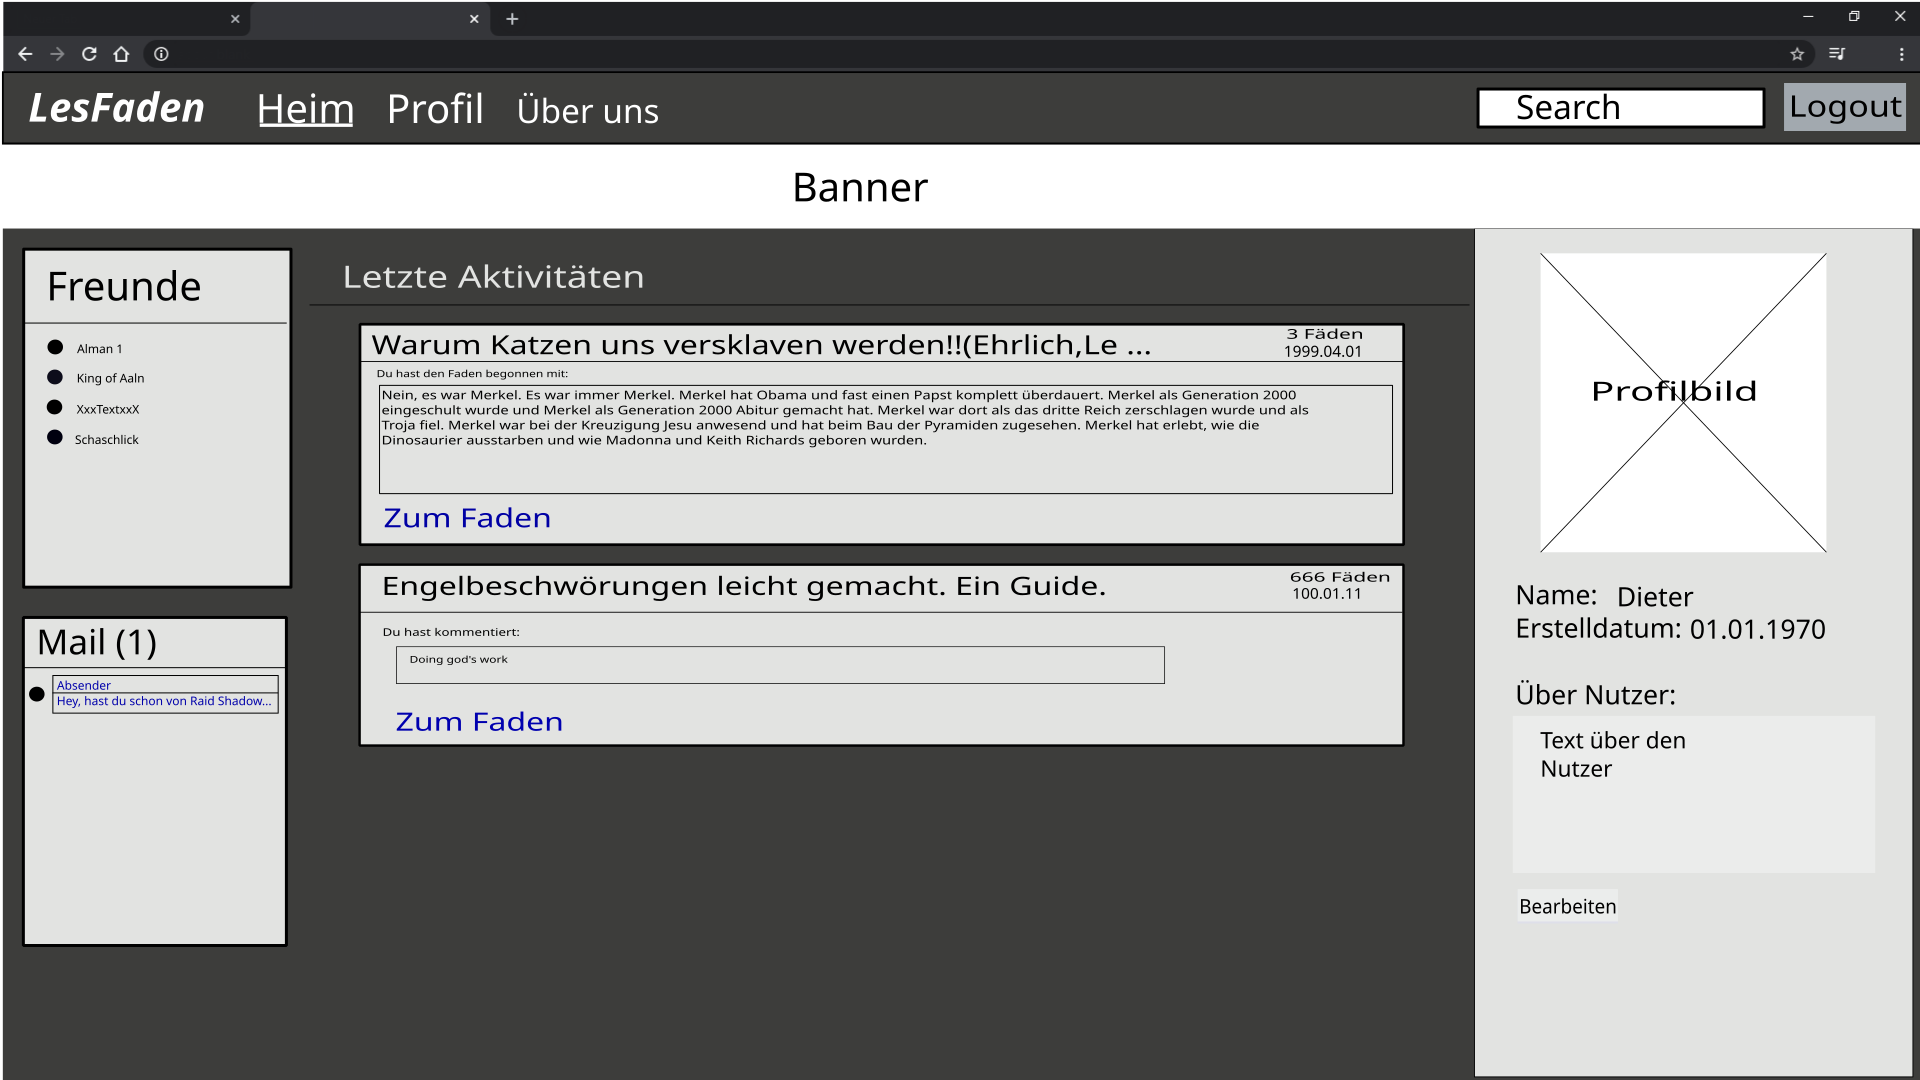 LesFaden Heim Profil Über uns Search Logout
Banner
Freunde
Alman 1
King of Aaln
XxxTextxxX
Schaschlick
Mail (1)
Absender
Hey, hast du schon von Raid Shadow...
Letzte Aktivitäten
Warum Katzen uns versklaven werden!!(Ehrlich,Le ...
3 Fäden
1999.04.01
Du hast den Faden begonnen mit:
Nein, es war Merkel. Es war immer Merkel. Merkel hat Obama und fast einen Papst komplett überdauert. Merkel als Generation 2000
eingeschult wurde und Merkel als Generation 2000 Abitur gemacht hat. Merkel war dort als das dritte Reich zerschlagen wurde und als
Troja fiel. Merkel war bei der Kreuzigung Jesu anwesend und hat beim Bau der Pyramiden zugesehen. Merkel hat erlebt, wie die
Dinosaurier ausstarben und wie Madonna und Keith Richards geboren wurden.
Zum Faden
Engelbeschwörungen leicht gemacht. Ein Guide.
666 Fäden
100.01.11
Du hast kommentiert:
Doing god's work
Zum Faden
Profilbild
Name: Dieter
Erstelldatum: 01.01.1970
Über Nutzer:
Text über den
Nutzer
Bearbeiten